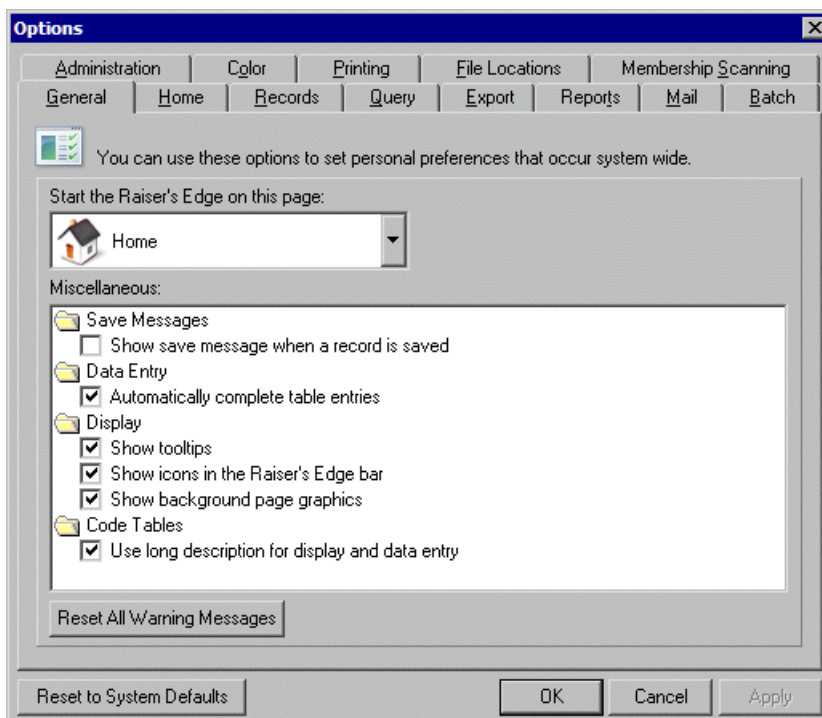 Options
Administration Color Printing File Locations Membership Scanning
General Home Records Query Export Reports Mail Batch
You can use these options to set personal preferences that occur system wide.
Start the Raiser's Edge on this page:
Home
Miscellaneous:
Save Messages
Show save message when a record is saved
Data Entry
Automatically complete table entries
Display
Show tooltips
Show icons in the Raiser's Edge bar
Show background page graphics
Code Tables
Use long description for display and data entry
Reset All Warning Messages
Reset to System Defaults OK Cancel Apply